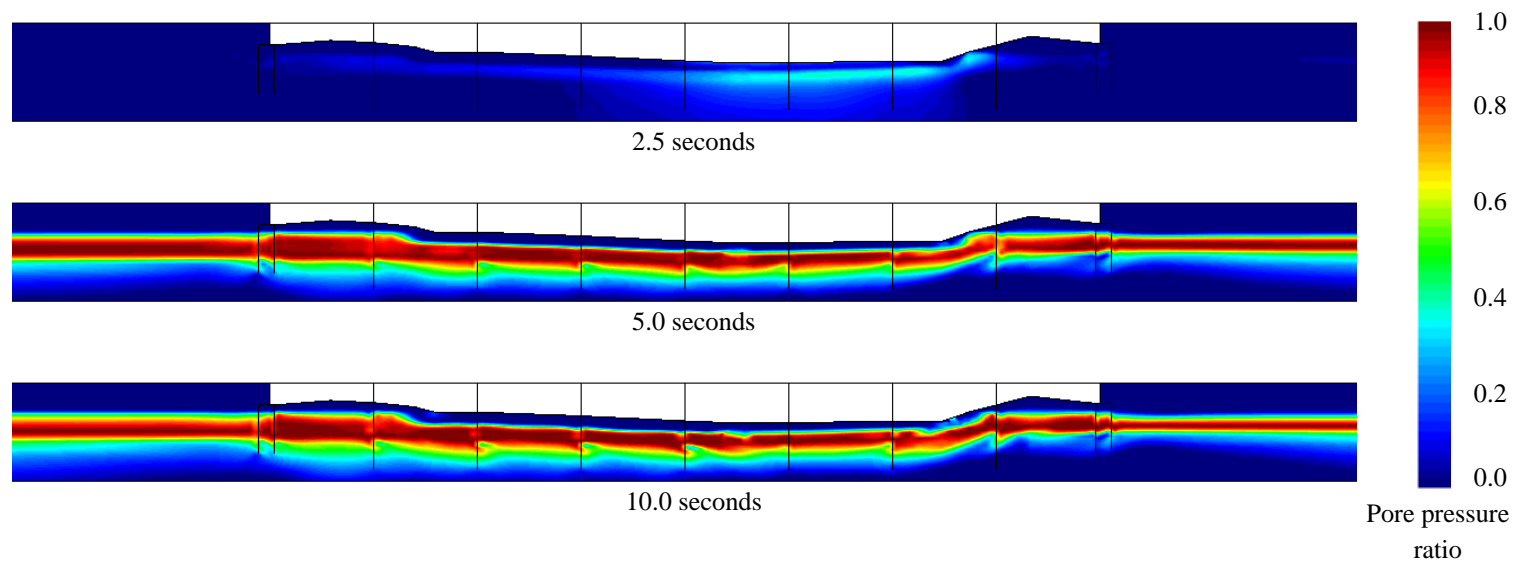 2.5 seconds
5.0 seconds
10.0 seconds
1.0
0.8
0.6
0.4
0.2
0.0
Pore pressure
ratio